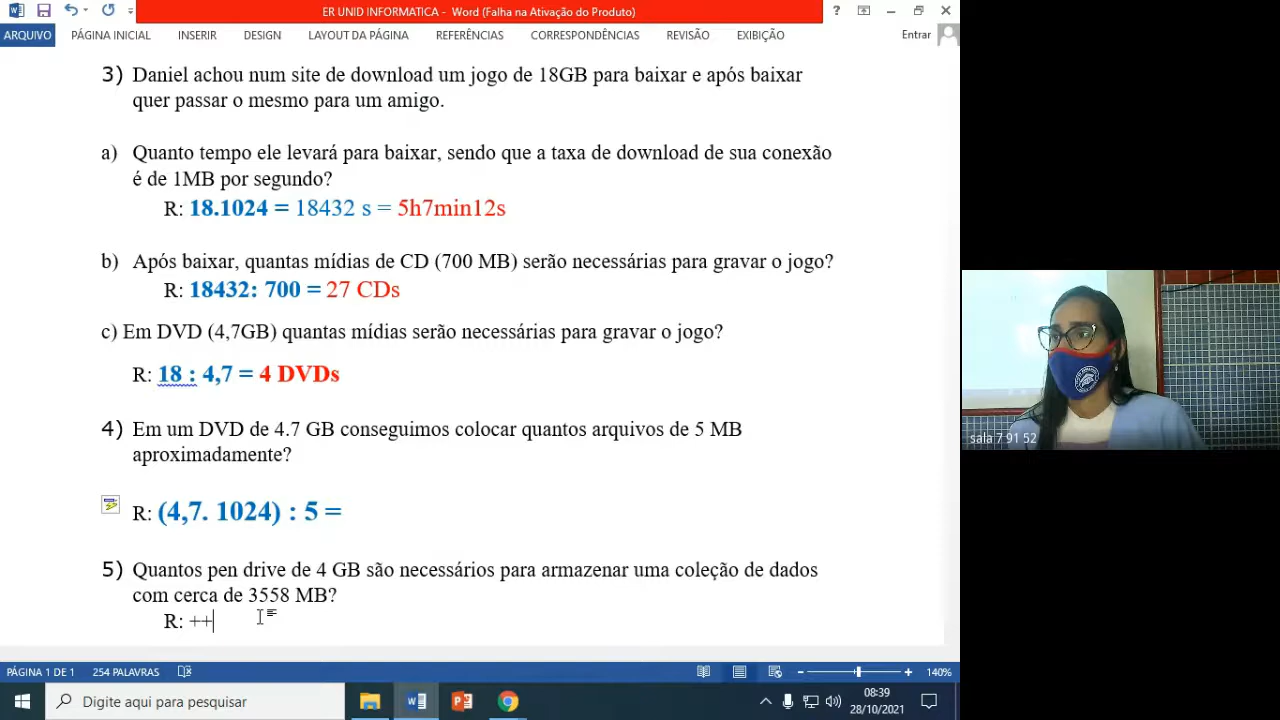 ER UNID INFORMATICA - Word (Falha na Ativação do Produto)
ARQUIVO PÁGINA INICIAL INSERIR DESIGN LAYOUT DA PÁGINA REFERÊNCIAS CORRESPONDÊNCIAS REVISÃO EXIBIÇÃO Entrar
3) Daniel achou num site de download um jogo de 18GB para baixar e após baixar
quer passar o mesmo para um amigo.
a) Quanto tempo ele levará para baixar, sendo que a taxa de download de sua conexão
é de 1MB por segundo?
R: 18.1024 = 18432 s = 5h7min12s
b) Após baixar, quantas mídias de CD (700 MB) serão necessárias para gravar o jogo?
R: 18432: 700 = 27 CDs
c) Em DVD (4,7GB) quantas mídias serão necessárias para gravar o jogo?
R: 18 : 4,7 = 4 DVDs
4) Em um DVD de 4.7 GB conseguimos colocar quantos arquivos de 5 MB
aproximadamente?
R: (4,7. 1024) : 5 =
5) Quantos pen drive de 4 GB são necessários para armazenar uma coleção de dados
com cerca de 3558 MB?
R: ++
sala 7 91 52
PÁGINA 1 DE 1 254 PALAVRAS 140%
Digite aqui para pesquisar
08:39
28/10/2021